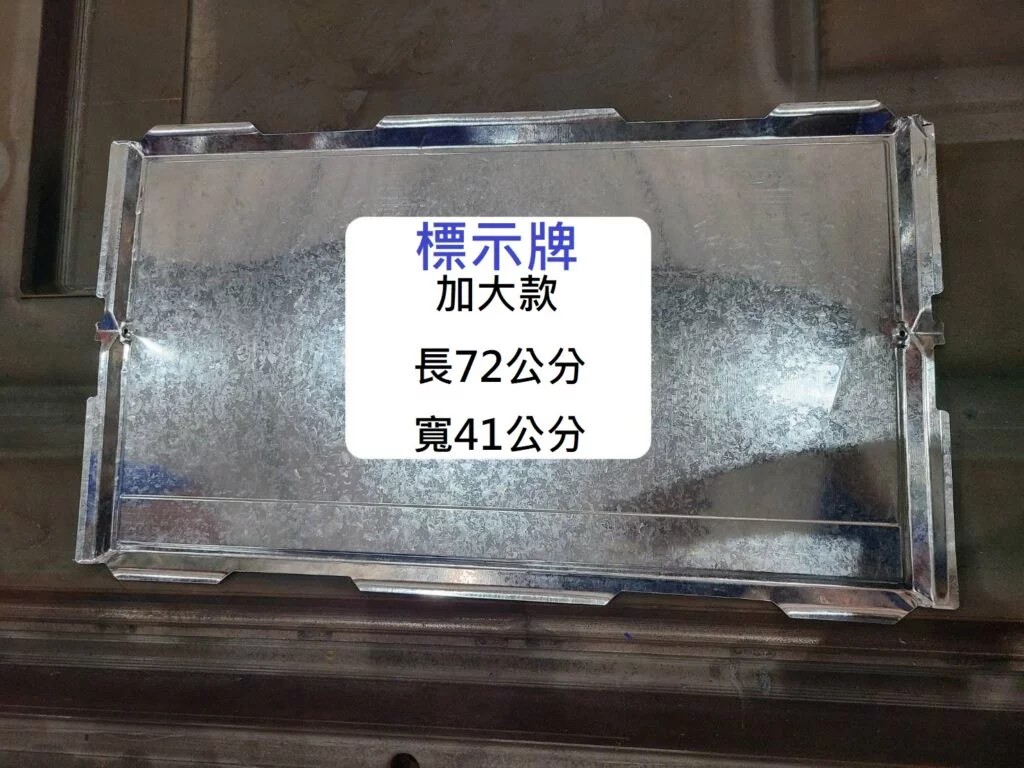 標示牌
加大款
長72公分
寬41公分